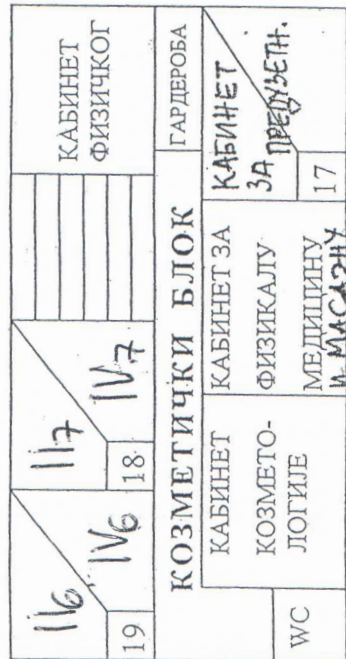 II6
IV6
19
II7
IV7
18
КАБИНЕТ
ФИЗИЧКОГ
КОЗМЕТИЧКИ БЛОК
ГАРДЕРОБА
WC
КАБИНЕТ
КОЗМЕТО-
ЛОГИЈЕ
КАБИНЕТ ЗА
ФИЗИКАЛУ
МЕДИЦИНУ
И МАСАЖУ
КАБИНЕТ
ЗА
ПРЕДУЗЕТН.
17